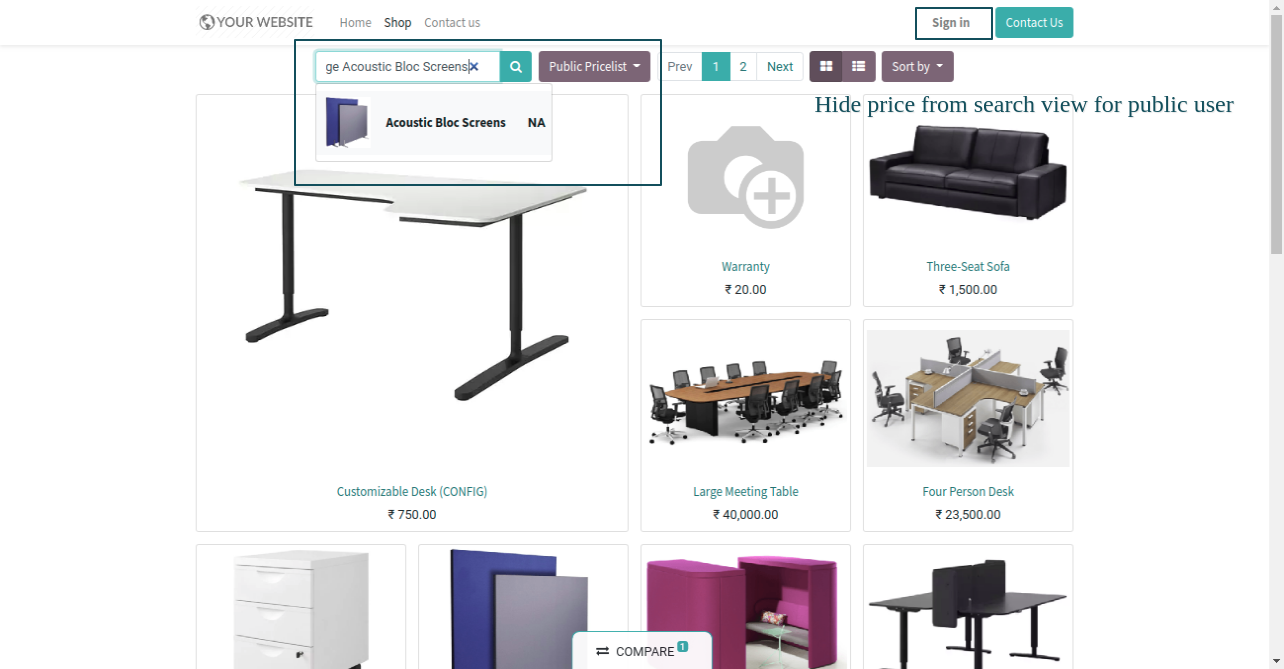 YOUR WEBSITE
Home Shop Contact us
Sign in
Contact Us
ge Acoustic Bloc Screens
Public Pricelist
Prev 1 2 Next
Sort by
Acoustic Bloc Screens NA
Hide price from search view for public user
Warranty
₹ 20.00
Three-Seat Sofa
₹ 1,500.00
Customizable Desk (CONFIG)
₹ 750.00
Large Meeting Table
₹ 40,000.00
Four Person Desk
₹ 23,500.00
COMPARE 1